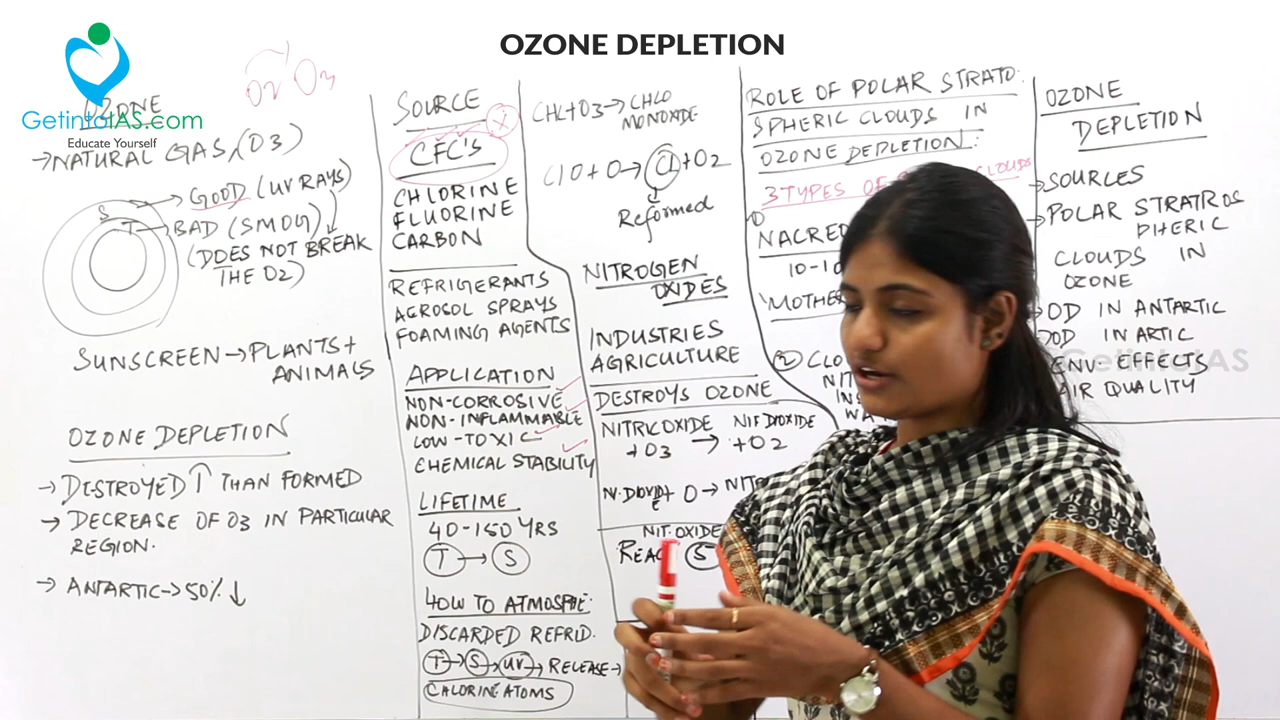 OZONE DEPLETION
GetintoIAS.com
Educate Yourself
O2 O3
OZONE
→NATURAL GAS, (O3)
S → GOOD (UV RAYS)
T → BAD (SMOG)
(DOES NOT BREAK
THE O2)
SUNSCREEN→PLANTS+
ANIMALS
OZONE DEPLETION
→DESTROYED↑ THAN FORMED
→DECREASE OF O3 IN PARTICULAR
REGION.
→ANTARTIC→50%↓
SOURCE
CFC'S
CHLORINE
FLUORINE
CARBON
REFRIGERANTS
AEROSOL SPRAYS
FOAMING AGENTS
APPLICATION
NON-CORROSIVE
NON-INFLAMMABLE
LOW-TOXIC
CHEMICAL STABILITY
LIFETIME
40-150 YRS
T→S
HOW TO ATMOSPHE.
DISCARDED REFRID.
T→S→UV→RELEASE→
CHLORINE ATOMS
CHL+O3→CHLO
MONOXIDE
ClO+O→Cl+O2
Reformed
NITROGEN
OXIDES
INDUSTRIES
AGRICULTURE
DESTROYS OZONE
NITRIC OXIDE → NIT DIOXIDE
+O3 +O2
+ O →
NIT. OXIDE
5
ROLE OF POLAR STRATO-
SPHERIC CLOUDS IN
OZONE DEPLETION:
3 TYPES OF CLOUDS
①
②
OZONE
DEPLETION
→SOURCES
→POLAR STRATROS
PHERIC
CLOUDS IN
OZONE
→OD IN ANTARTIC
OD IN ARTIC
ENV EFFECTS
AIR QUALITY
GetintoIAS